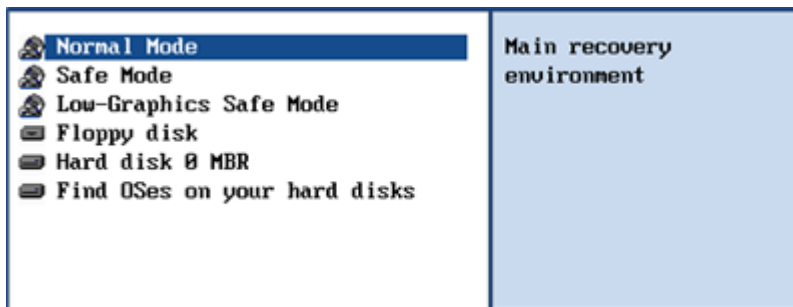 Normal Mode
Safe Mode
Low-Graphics Safe Mode
Floppy disk
Hard disk 0 MBR
Find OSes on your hard disks
Main recovery
environment